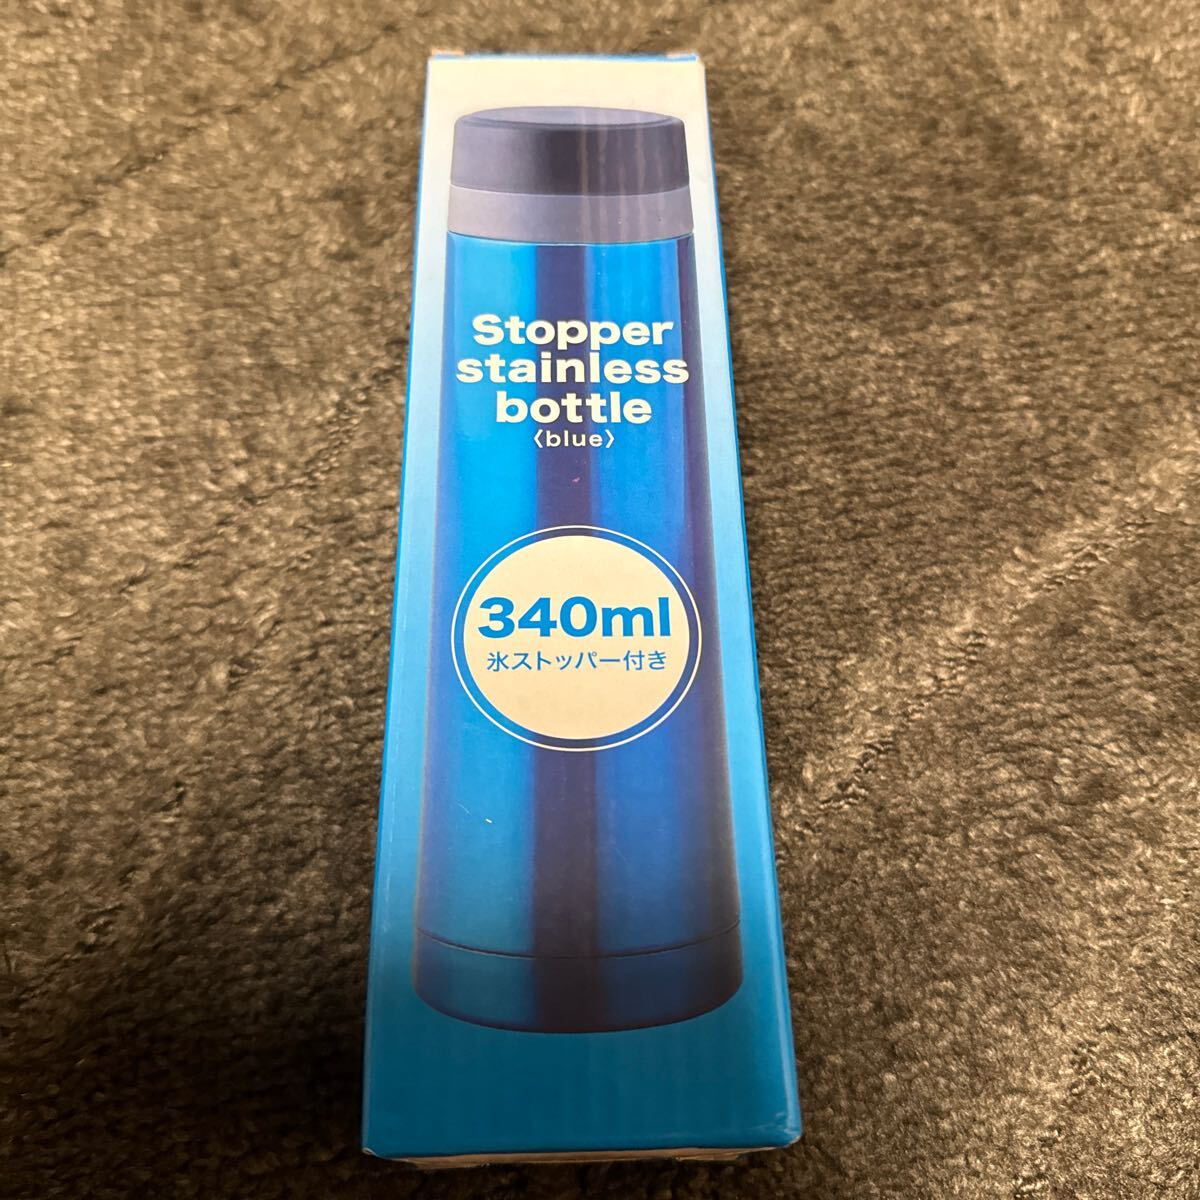 Stopper
stainless
bottle
〈blue〉
340ml
氷ストッパー付き